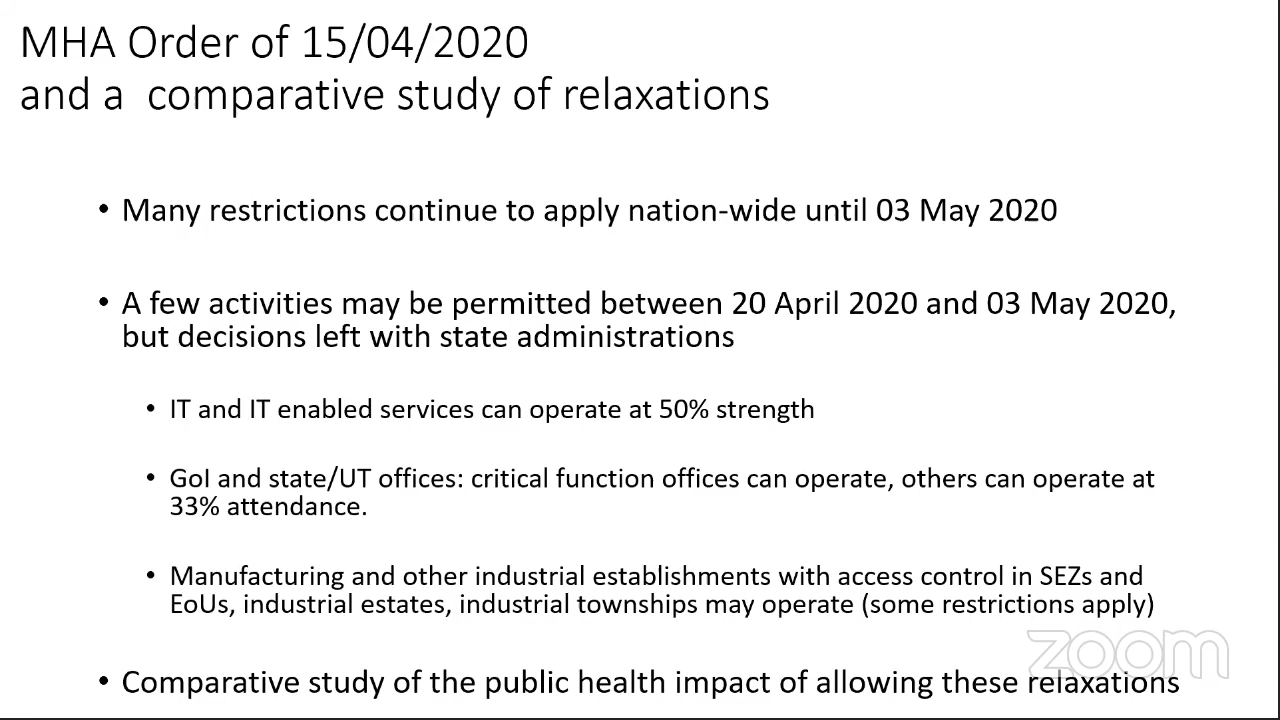 MHA Order of 15/04/2020
and a comparative study of relaxations
• Many restrictions continue to apply nation-wide until 03 May 2020
• A few activities may be permitted between 20 April 2020 and 03 May 2020,
but decisions left with state administrations
• IT and IT enabled services can operate at 50% strength
• GoI and state/UT offices: critical function offices can operate, others can operate at
33% attendance.
• Manufacturing and other industrial establishments with access control in SEZs and
EoUs, industrial estates, industrial townships may operate (some restrictions apply)
zoom
• Comparative study of the public health impact of allowing these relaxations